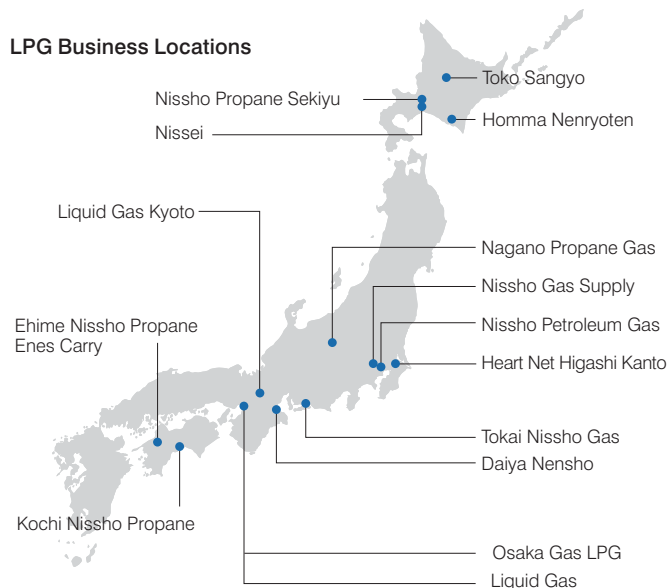 LPG Business Locations
Toko Sangyo
Nissho Propane Sekiyu
Homma Nenryoten
Nissei
Liquid Gas Kyoto
Nagano Propane Gas
Nissho Gas Supply
Nissho Petroleum Gas
Ehime Nissho Propane
Enes Carry
Heart Net Higashi Kanto
Tokai Nissho Gas
Daiya Nensho
Kochi Nissho Propane
Osaka Gas LPG
Liquid Gas